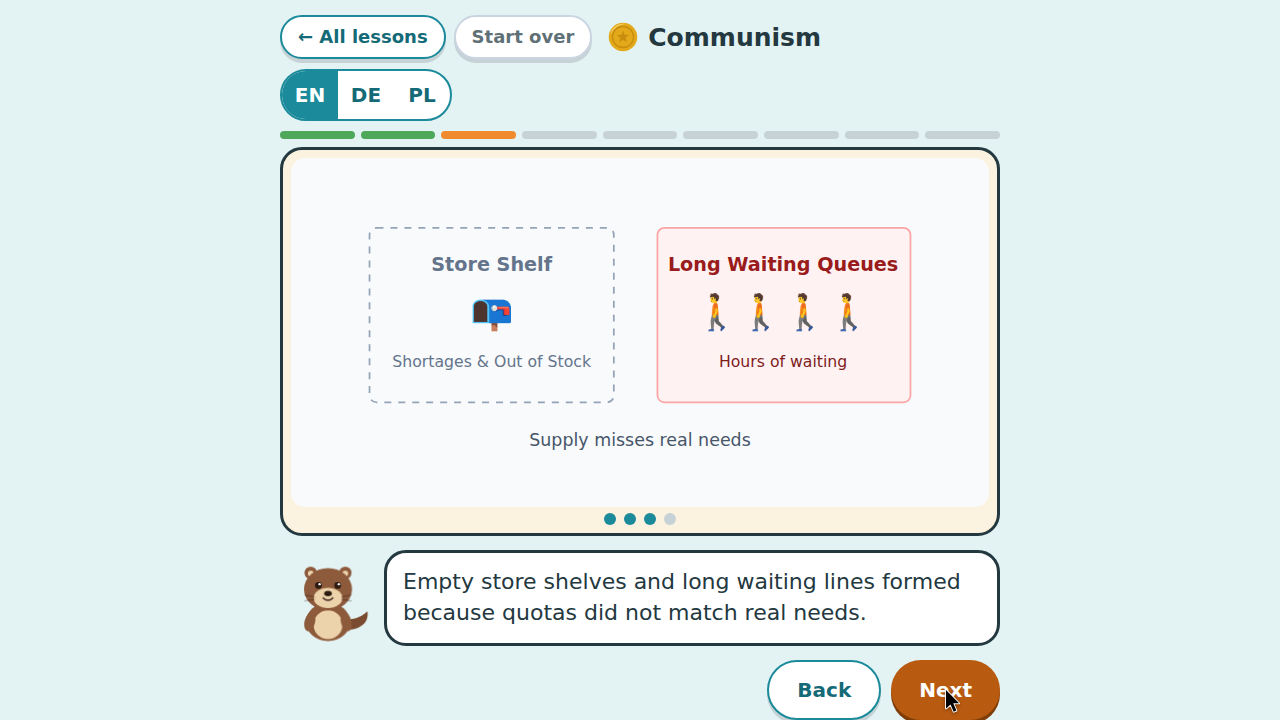 ← All lessons
Start over
Communism
EN DE PL
Store Shelf
Shortages & Out of Stock
Long Waiting Queues
Hours of waiting
Supply misses real needs
Empty store shelves and long waiting lines formed
because quotas did not match real needs.
Back
Next